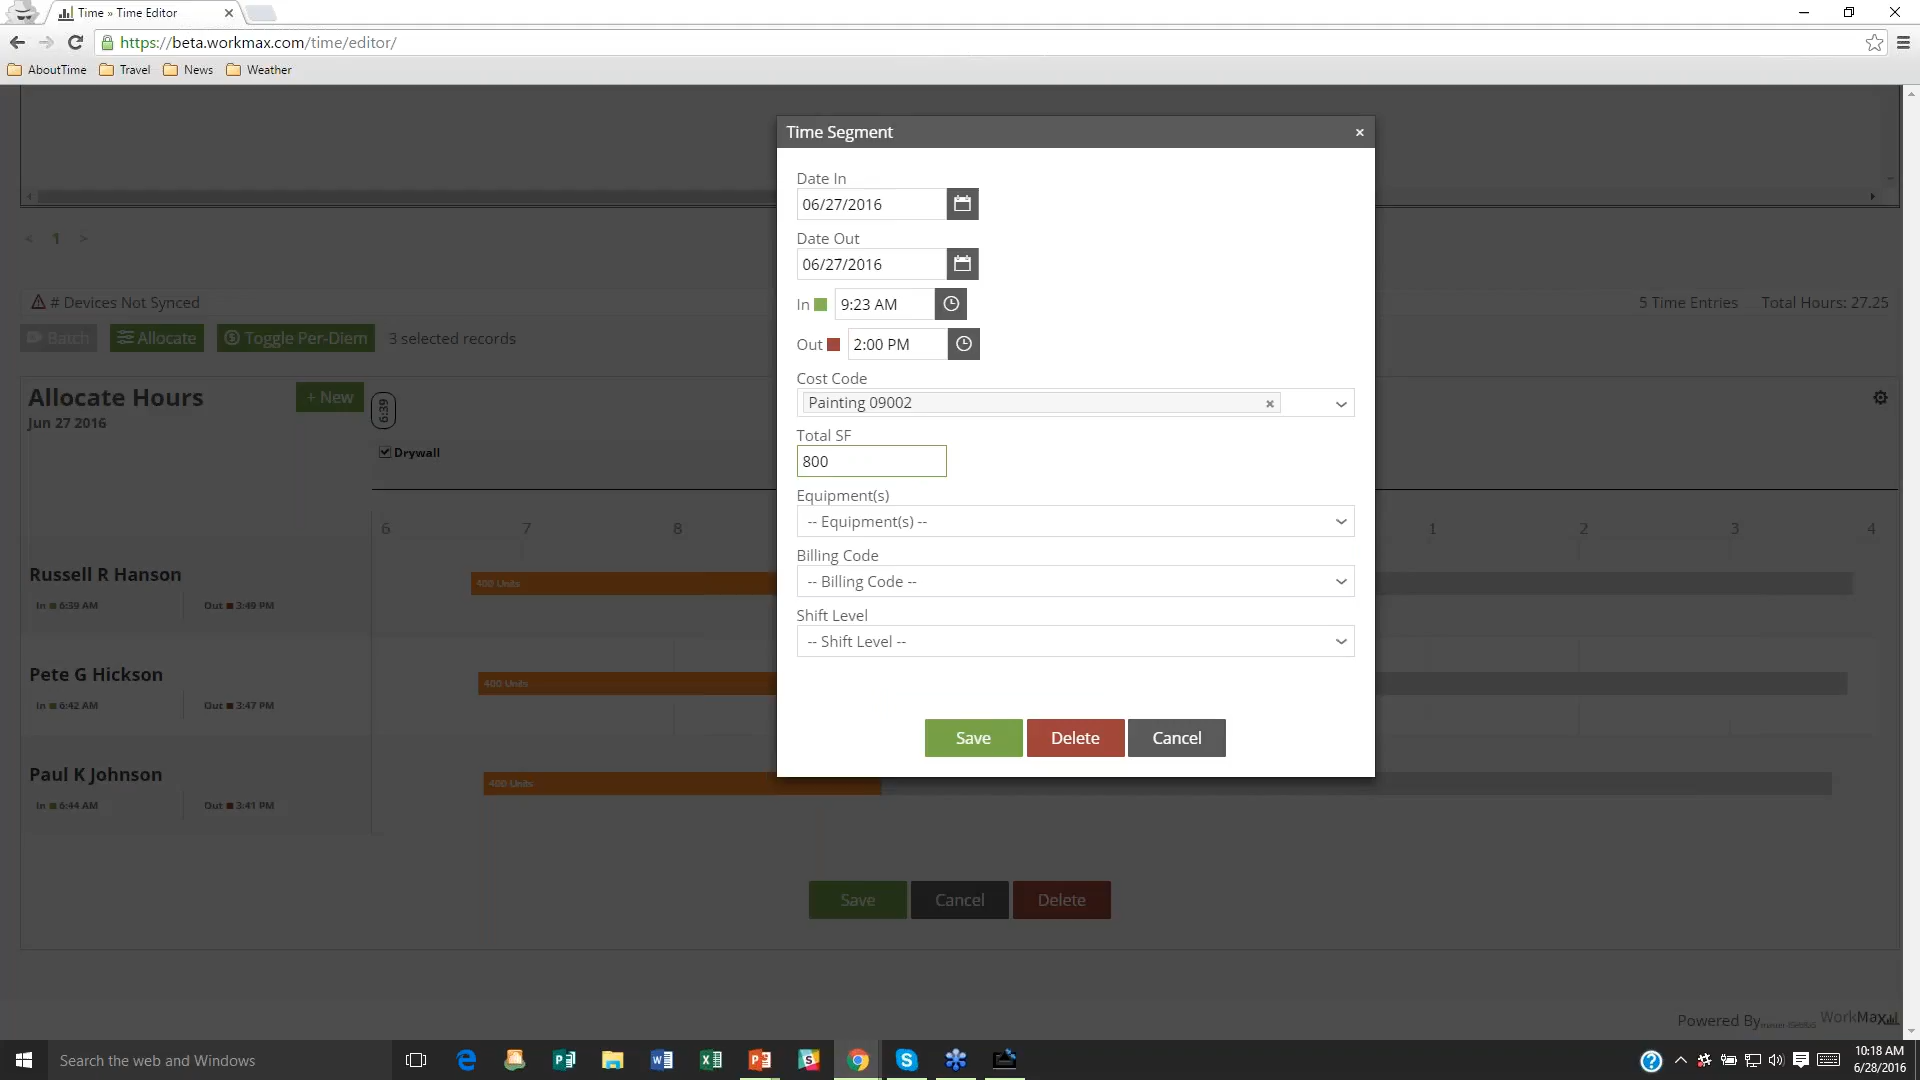 Time » Time Editor
https://beta.workmax.com/time/editor/
AboutTime Travel News Weather
Time Segment
Date In
06/27/2016
Date Out
06/27/2016
In 9:23 AM
Out 2:00 PM
Cost Code
Painting 09002
Total SF
800
Equipment(s)
-- Equipment(s) --
Billing Code
-- Billing Code --
Shift Level
-- Shift Level --
Save Delete Cancel
< 1 >
# Devices Not Synced
5 Time Entries Total Hours: 27.25
Batch Allocate Toggle Per-Diem 3 selected records
Allocate Hours + New
Jun 27 2016
6:39
Drywall
6 7 8 1 2 3 4
Russell R Hanson
In 6:39 AM Out 3:49 PM
400 Units
Pete G Hickson
In 6:42 AM Out 3:47 PM
400 Units
Paul K Johnson
In 6:44 AM Out 3:41 PM
400 Units
Save Cancel Delete
Powered By WorkMax
Search the web and Windows
10:18 AM
6/28/2016